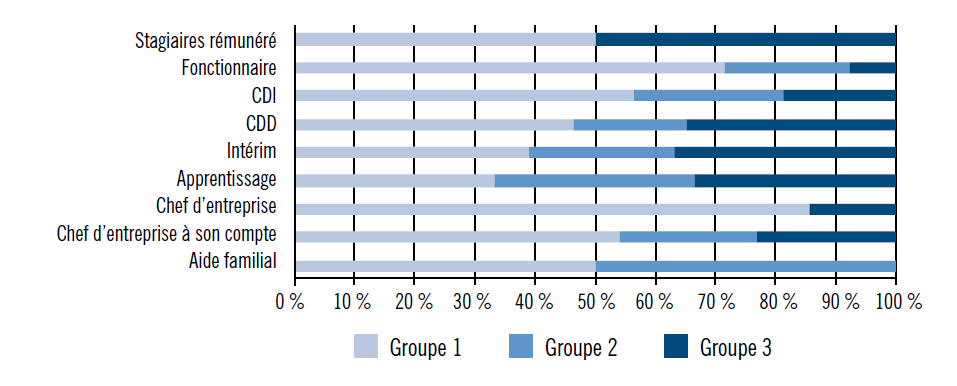 Stagiaires rémunéré
Fonctionnaire
CDI
CDD
Intérim
Apprentissage
Chef d'entreprise
Chef d'entreprise à son compte
Aide familial
0 % 10 % 20 % 30 % 40 % 50 % 60 % 70 % 80 % 90 % 100 %
Groupe 1 Groupe 2 Groupe 3